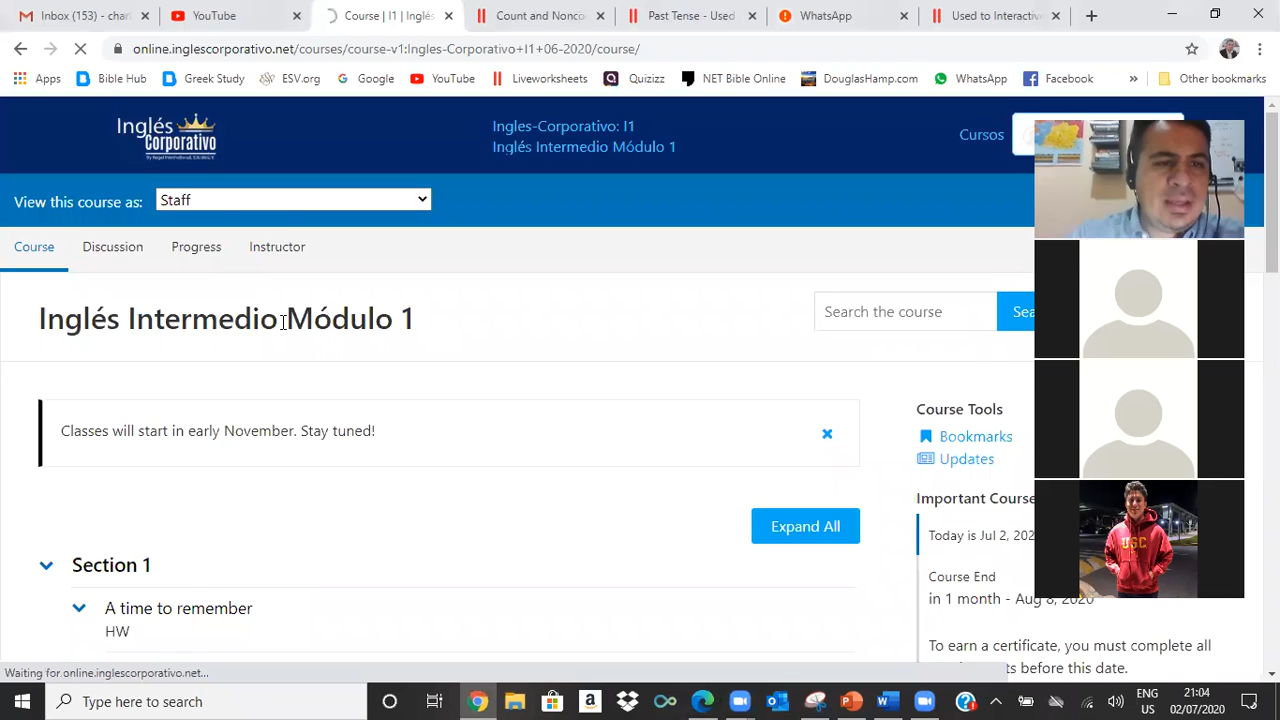 Inbox (153) - char
YouTube
Course | I1 | Inglés
Count and Nonco
Past Tense - Used
WhatsApp
Used to Interactiv
online.inglescorporativo.net/courses/course-v1:Ingles-Corporativo+I1+06-2020/course/
Apps
Bible Hub
Greek Study
ESV.org
Google
YouTube
Liveworksheets
Quizizz
NET Bible Online
DouglasHamp.com
WhatsApp
Facebook
»
Other bookmarks
Inglés
Corporativo
By Regal International, S.A. de C.V.
Ingles-Corporativo: I1
Inglés Intermedio Módulo 1
Cursos
View this course as:
Staff
Course
Discussion
Progress
Instructor
Inglés Intermedio Módulo 1
Search the course
Sea
Classes will start in early November. Stay tuned!
Course Tools
Bookmarks
Updates
Important Course
Expand All
Today is Jul 2, 202
Section 1
Course End
in 1 month - Aug 8, 2020
A time to remember
HW
USC
To earn a certificate, you must complete all
ts before this date.
Waiting for online.inglescorporativo.net...
Type here to search
ENG
US
21:04
02/07/2020